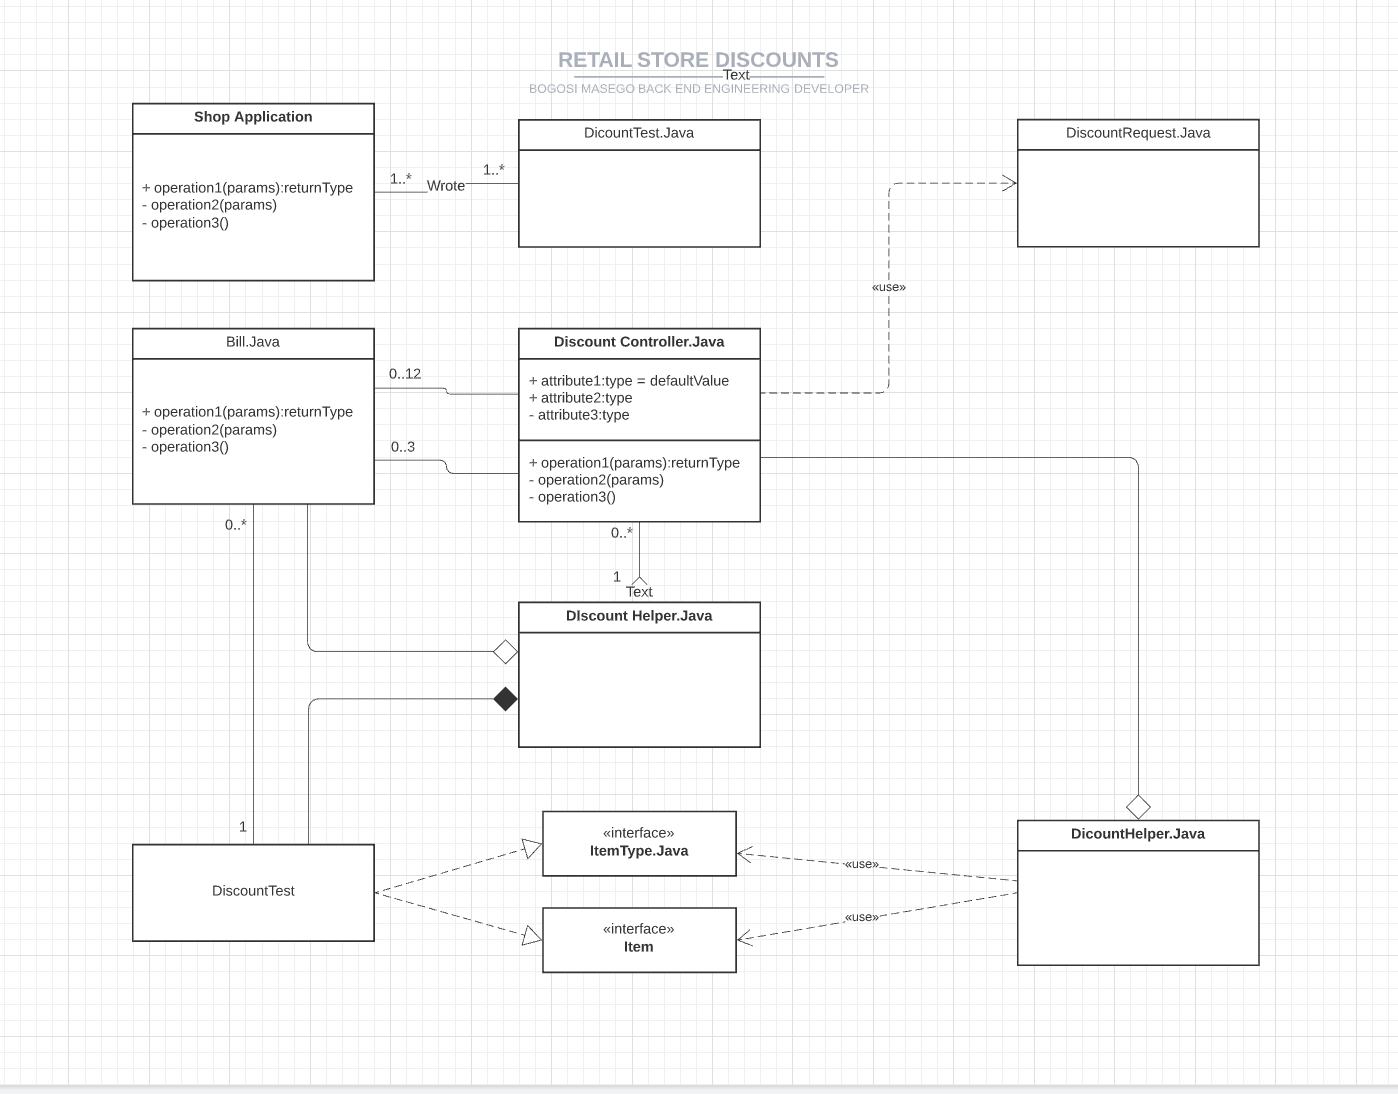 RETAIL STORE DISCOUNTS
Text
BOGOSI MASEGO BACK END ENGINEERING DEVELOPER
Shop Application
+ operation1(params):returnType
- operation2(params)
- operation3()
1..*
Wrote
1..*
DicountTest.Java
DiscountRequest.Java
«use»
Bill.Java
+ operation1(params):returnType
- operation2(params)
- operation3()
0..12
0..3
Discount Controller.Java
+ attribute1:type = defaultValue
+ attribute2:type
- attribute3:type
+ operation1(params):returnType
- operation2(params)
- operation3()
0..*
0..*
1
Text
DIscount Helper.Java
1
DiscountTest
«interface»
ItemType.Java
«interface»
Item
«use»
«use»
DicountHelper.Java